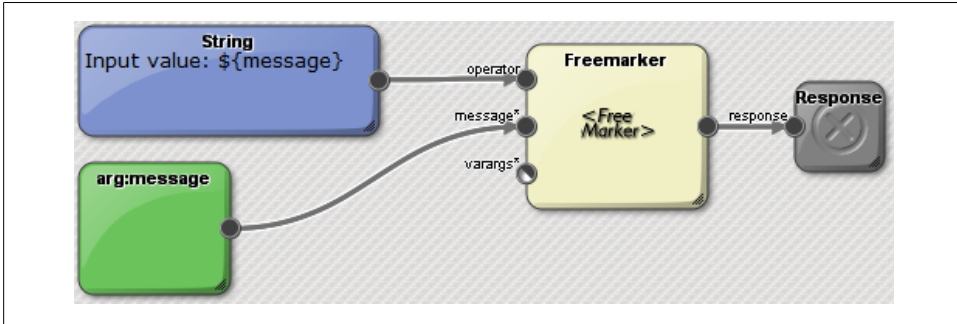 String
Input value: ${message}
operator
message*
varargs*
Freemarker
<Free
Marker>
response
Response
arg:message